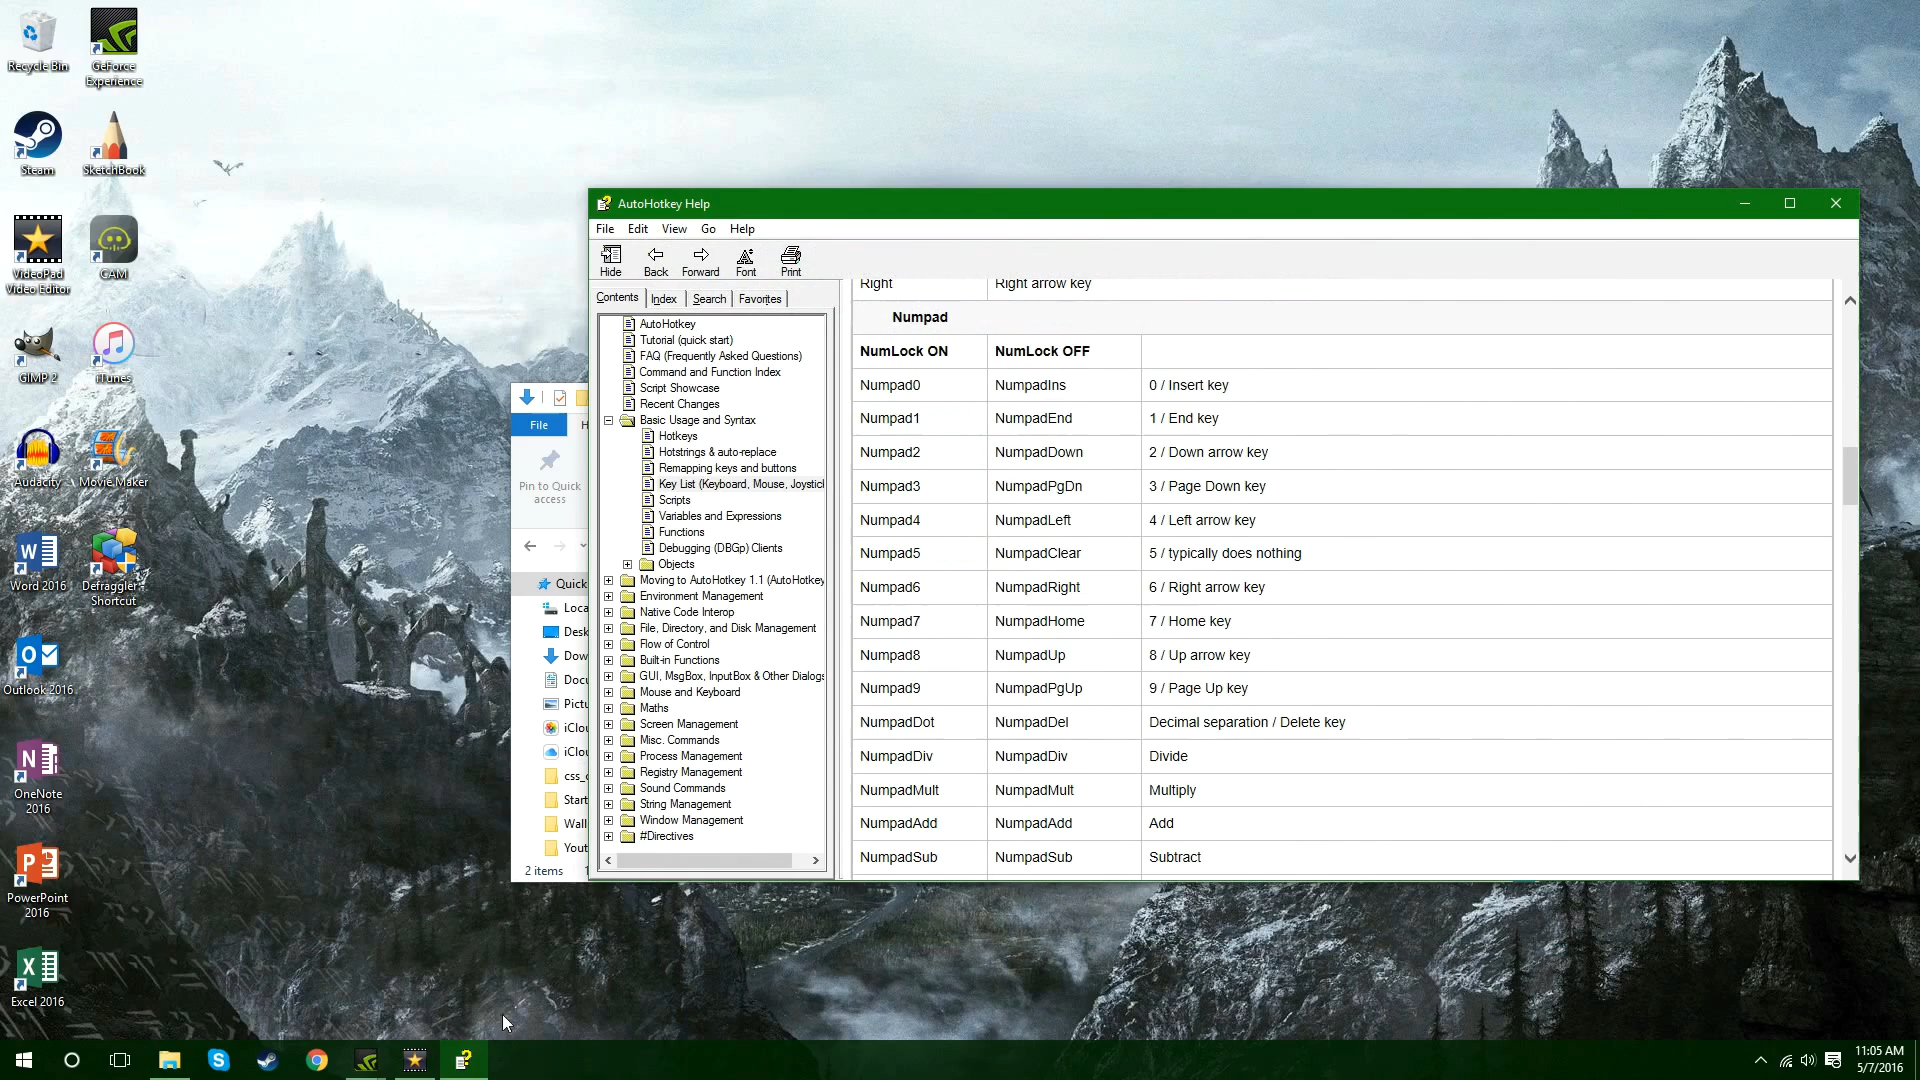 Recycle Bin
GeForce
Experience
Steam
SketchBook
VideoPad
Video Editor
CAM
GIMP 2
iTunes
Audacity
Movie Maker
Word 2016
Defraggler -
Shortcut
Outlook 2016
OneNote
2016
PowerPoint
2016
Excel 2016
File
H
Pin to Quick
access
Quick
Loca
Desk
Dow
Docu
Pictu
iClou
iClou
css_c
Start
Wall
Yout
2 items
AutoHotkey Help
File Edit View Go Help
Hide Back Forward Font Print
Contents Index Search Favorites
AutoHotkey
Tutorial (quick start)
FAQ (Frequently Asked Questions)
Command and Function Index
Script Showcase
Recent Changes
Basic Usage and Syntax
Hotkeys
Hotstrings & auto-replace
Remapping keys and buttons
Key List (Keyboard, Mouse, Joystick
Scripts
Variables and Expressions
Functions
Debugging (DBGp) Clients
Objects
Moving to AutoHotkey 1.1 (AutoHotkey
Environment Management
Native Code Interop
File, Directory, and Disk Management
Flow of Control
Built-in Functions
GUI, MsgBox, InputBox & Other Dialogs
Mouse and Keyboard
Maths
Screen Management
Misc. Commands
Process Management
Registry Management
Sound Commands
String Management
Window Management
#Directives
Right Right arrow key
Numpad
NumLock ON NumLock OFF
Numpad0 NumpadIns 0 / Insert key
Numpad1 NumpadEnd 1 / End key
Numpad2 NumpadDown 2 / Down arrow key
Numpad3 NumpadPgDn 3 / Page Down key
Numpad4 NumpadLeft 4 / Left arrow key
Numpad5 NumpadClear 5 / typically does nothing
Numpad6 NumpadRight 6 / Right arrow key
Numpad7 NumpadHome 7 / Home key
Numpad8 NumpadUp 8 / Up arrow key
Numpad9 NumpadPgUp 9 / Page Up key
NumpadDot NumpadDel Decimal separation / Delete key
NumpadDiv NumpadDiv Divide
NumpadMult NumpadMult Multiply
NumpadAdd NumpadAdd Add
NumpadSub NumpadSub Subtract
11:05 AM
5/7/2016